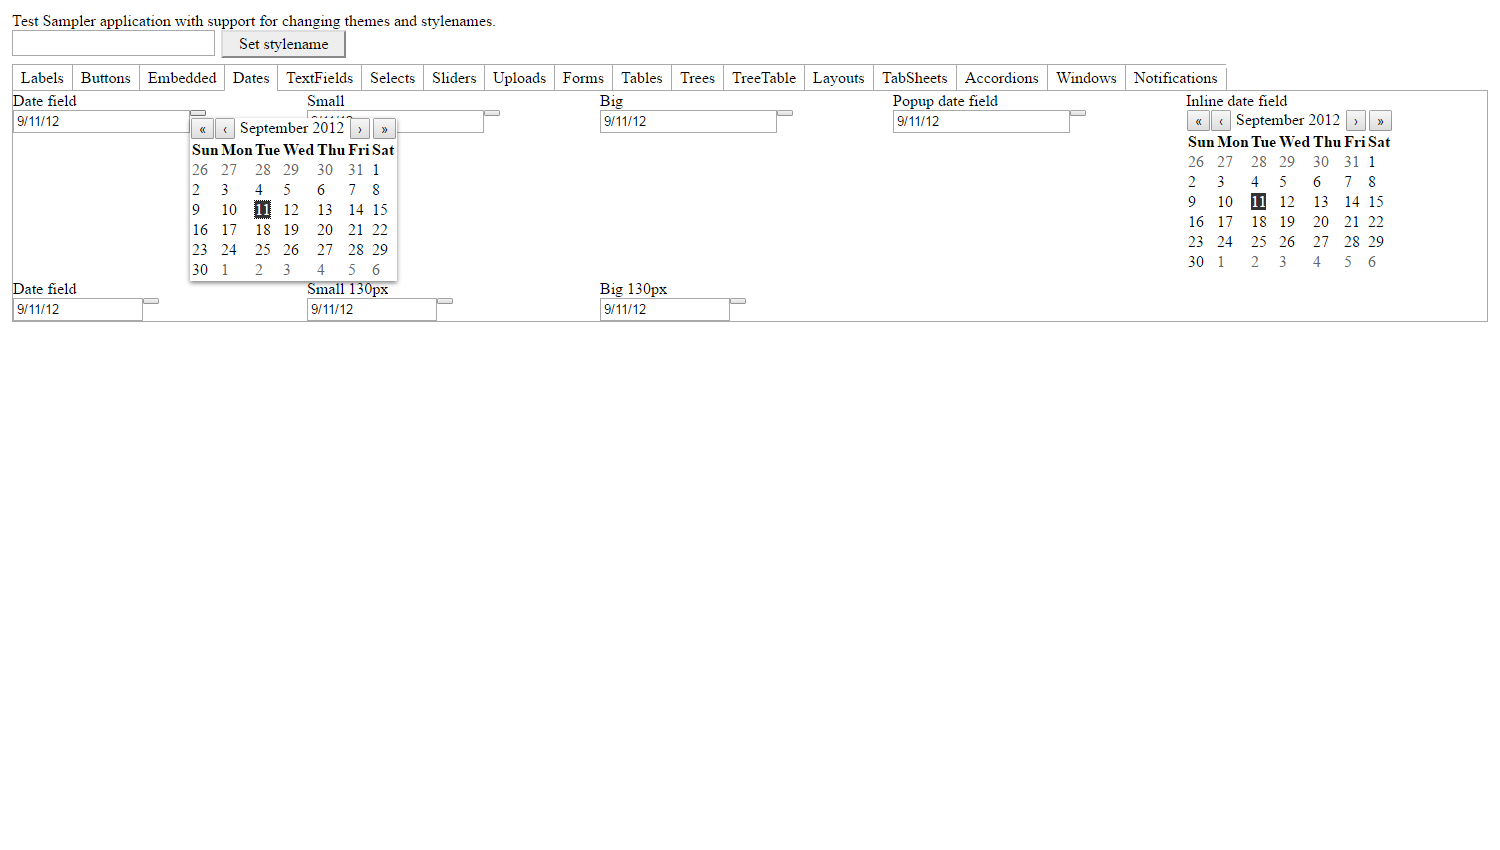 Test Sampler application with support for changing themes and stylenames.
Set stylename
Labels Buttons Embedded Dates TextFields Selects Sliders Uploads Forms Tables Trees TreeTable Layouts TabSheets Accordions Windows Notifications
Date field Small Big Popup date field Inline date field
9/11/12 9/11/12 9/11/12
« ‹ September 2012 › »
Sun Mon Tue Wed Thu Fri Sat
26 27 28 29 30 31 1
2 3 4 5 6 7 8
9 10 11 12 13 14 15
16 17 18 19 20 21 22
23 24 25 26 27 28 29
30 1 2 3 4 5 6
« ‹ September 2012 › »
Sun Mon Tue Wed Thu Fri Sat
26 27 28 29 30 31 1
2 3 4 5 6 7 8
9 10 11 12 13 14 15
16 17 18 19 20 21 22
23 24 25 26 27 28 29
30 1 2 3 4 5 6
Date field Small 130px Big 130px
9/11/12 9/11/12 9/11/12